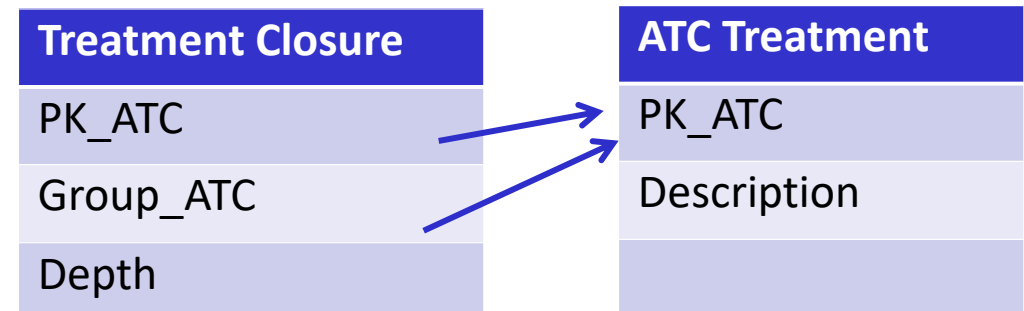 Treatment Closure
PK_ATC
Group_ATC
Depth
ATC Treatment
PK_ATC
Description